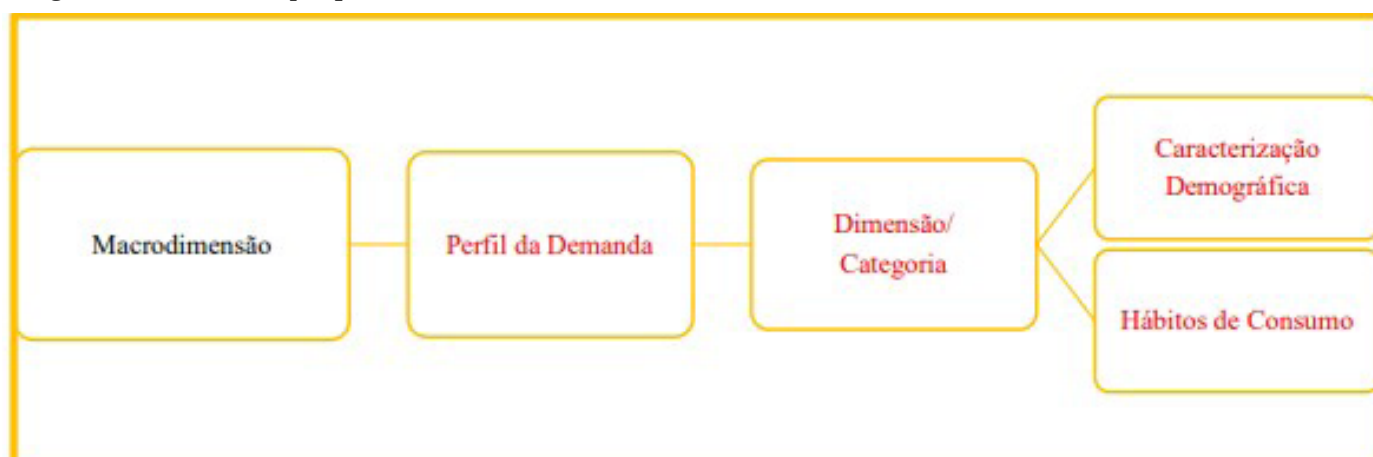 Macrodimensão
Perfil da Demanda
Dimensão/
Categoria
Caracterização
Demográfica
Hábitos de Consumo